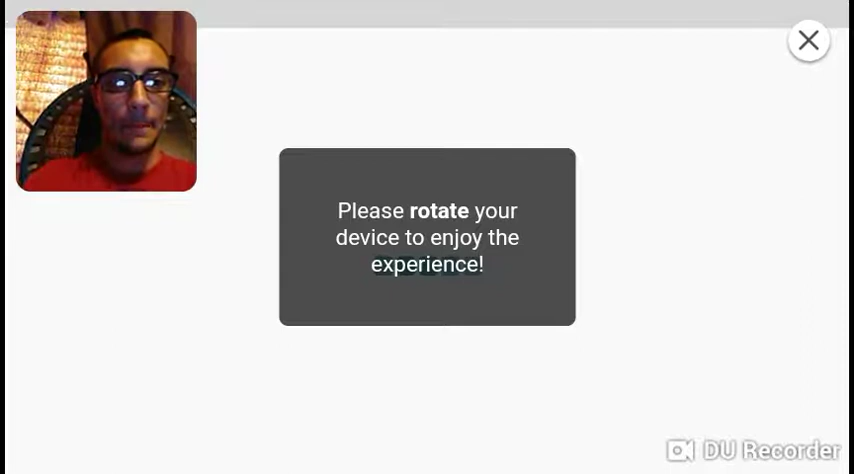 Please rotate your
device to enjoy the
experience!
DU Recorder